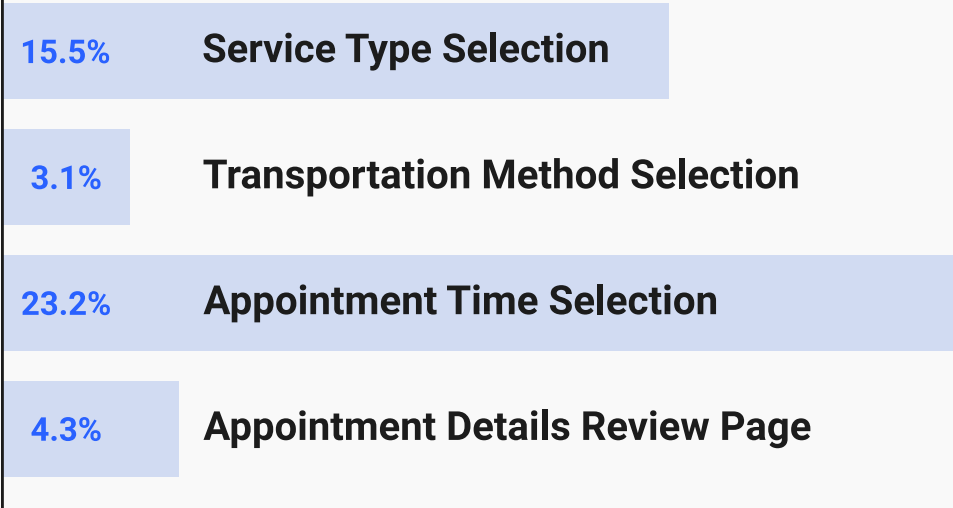 15.5% Service Type Selection
3.1% Transportation Method Selection
23.2% Appointment Time Selection
4.3% Appointment Details Review Page